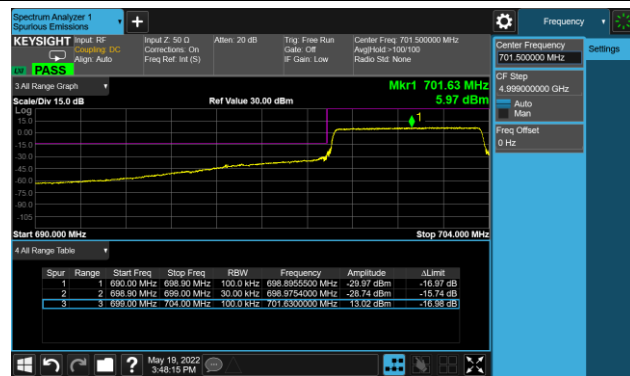 Spectrum Analyzer 1
Spurious Emissions
Frequency
KEYSIGHT Input: RF Input Z: 50 Ω Atten: 20 dB Trig: Free Run Center Freq: 701.500000 MHz
Coupling: DC Corrections: On Gate: Off Avg|Hold:>100/100
Align: Auto Freq Ref: Int (S) IF Gain: Low Radio Std: None
PASS
Center Frequency
701.500000 MHz
Settings
CF Step
4.999000000 GHz
Auto
Man
Freq Offset
0 Hz
3 All Range Graph
Mkr1 701.63 MHz
Scale/Div 15.0 dB Ref Value 30.00 dBm 5.97 dBm
Log
15.0
0.00
-15.0
-30.0
-45.0
-60.0
-75.0
-90.0
-105
1
Start 690.000 MHz Stop 704.000 MHz
4 All Range Table
Spur Range Start Freq Stop Freq RBW Frequency Amplitude ΔLimit
1 1 690.00 MHz 698.90 MHz 100.0 kHz 698.8955500 MHz -29.97 dBm -16.97 dB
2 2 698.90 MHz 699.00 MHz 30.00 kHz 698.9754000 MHz -28.74 dBm -15.74 dB
3 3 699.00 MHz 704.00 MHz 100.0 kHz 701.6300000 MHz 13.02 dBm -16.98 dB
May 19, 2022
3:48:15 PM